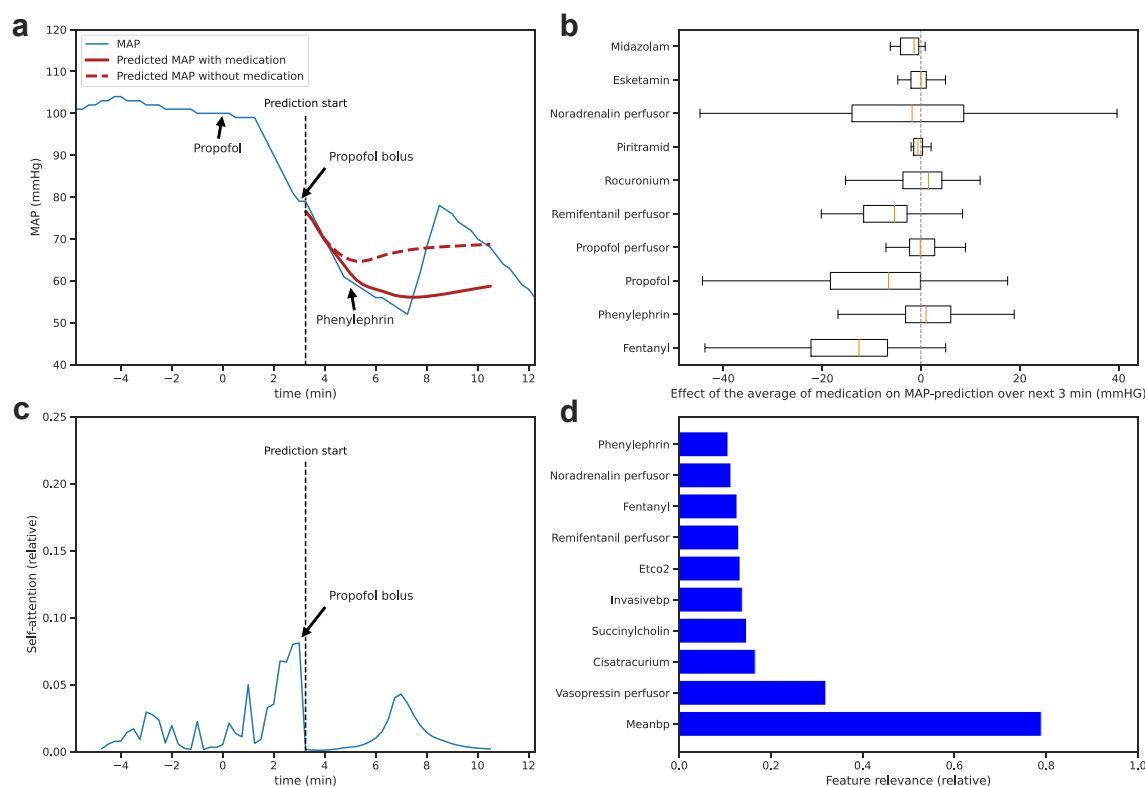 a
120
110
100
90
80
70
60
50
40
MAP (mmHg)
MAP
Predicted MAP with medication
Predicted MAP without medication
Prediction start
Propofol
Propofol bolus
Phenylephrin
−4
−2
0
2
4
6
8
10
12
time (min)
b
Midazolam
Esketamin
Noradrenalin perfusor
Piritramid
Rocuronium
Remifentanil perfusor
Propofol perfusor
Propofol
Phenylephrin
Fentanyl
−40
−20
0
20
40
Effect of the average of medication on MAP-prediction over next 3 min (mmHG)
c
0.25
0.20
0.15
0.10
0.05
0.00
Self-attention (relative)
Prediction start
Propofol bolus
−4
−2
0
2
4
6
8
10
12
time (min)
d
Phenylephrin
Noradrenalin perfusor
Fentanyl
Remifentanil perfusor
Etco2
Invasivebp
Succinylcholin
Cisatracurium
Vasopressin perfusor
Meanbp
0.0
0.2
0.4
0.6
0.8
1.0
Feature relevance (relative)